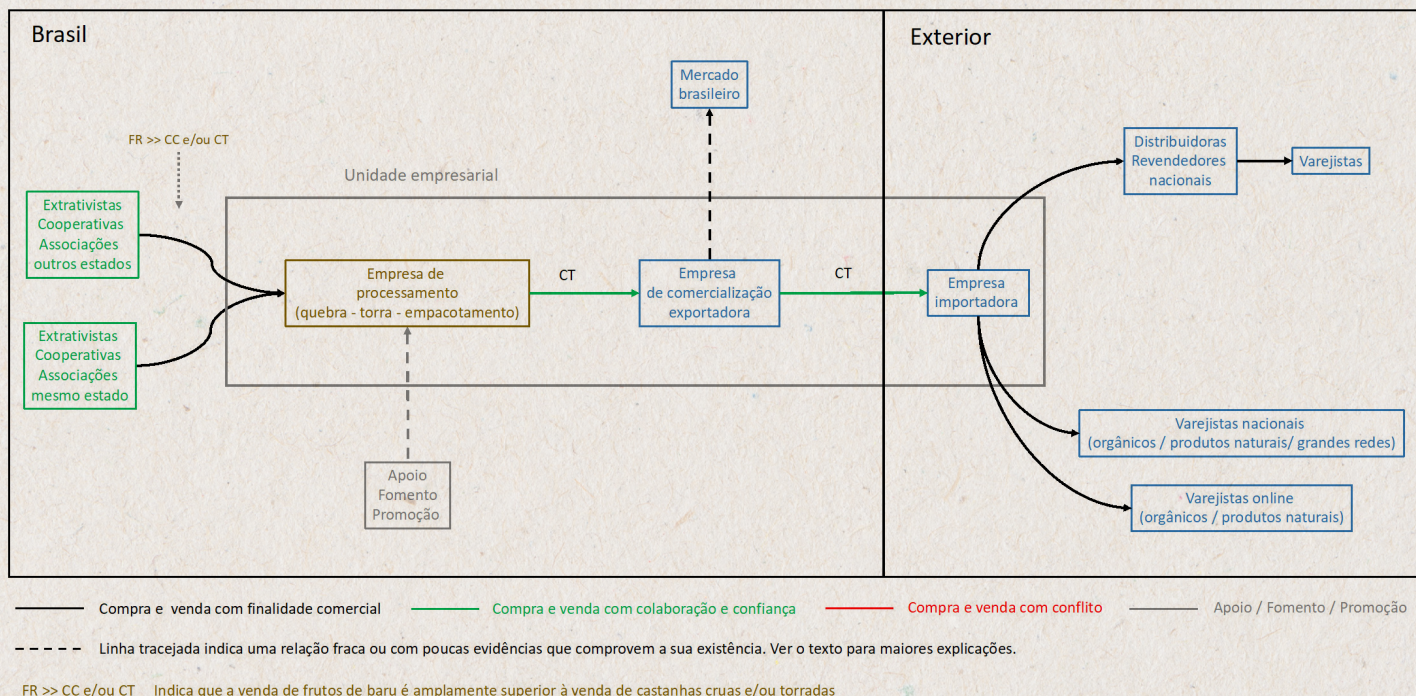 Brasil
Exterior
Mercado
brasileiro
FR >> CC e/ou CT
Unidade empresarial
Distribuidoras
Revendedores
nacionais
Varejistas
Extrativistas
Cooperativas
Associações
outros estados
Empresa de
processamento
(quebra - torra - empacotamento)
CT
Empresa
de comercialização
exportadora
CT
Empresa
importadora
Extrativistas
Cooperativas
Associações
mesmo estado
Varejistas nacionais
(orgânicos / produtos naturais/ grandes redes)
Apoio
Fomento
Promoção
Varejistas online
(orgânicos / produtos naturais)
Compra e venda com finalidade comercial
Compra e venda com colaboração e confiança
Compra e venda com conflito
Apoio / Fomento / Promoção
Linha tracejada indica uma relação fraca ou com poucas evidências que comprovem a sua existência. Ver o texto para maiores explicações.
FR >> CC e/ou CT Indica que a venda de frutos de baru é amplamente superior à venda de castanhas cruas e/ou torradas